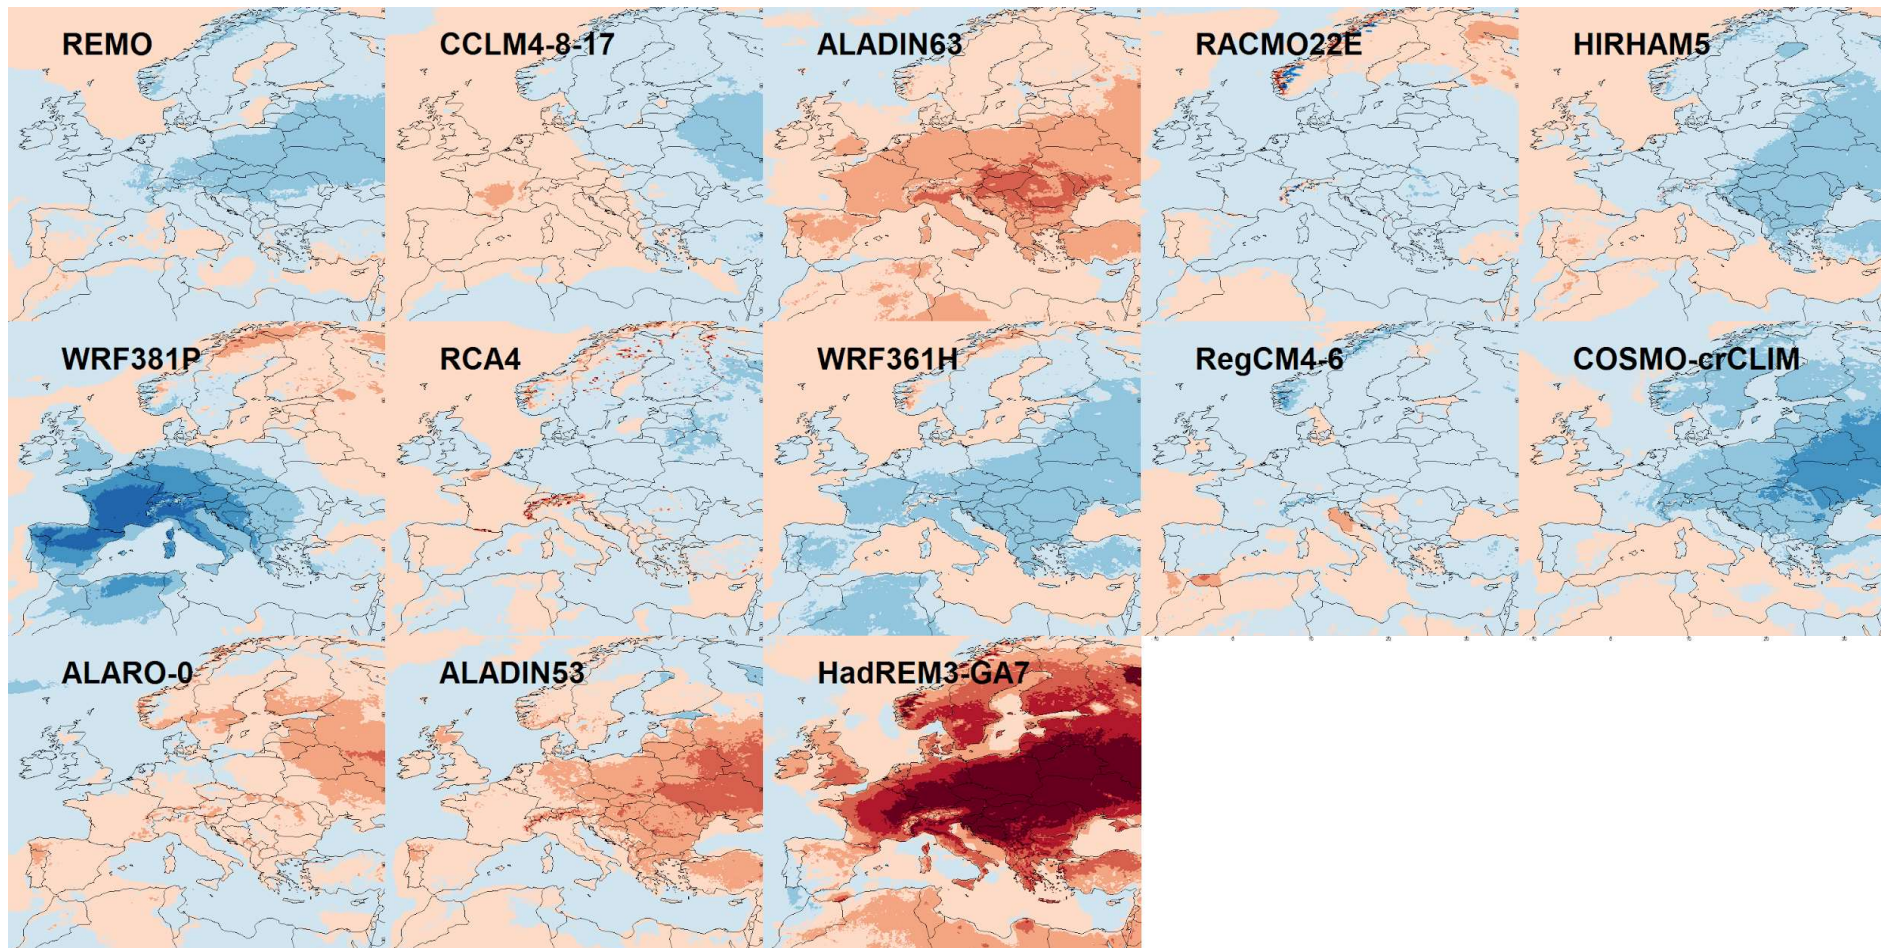 REMO
CCLM4-8-17
ALADIN63
RACMO22E
HIRHAM5
WRF381P
RCA4
WRF361H
RegCM4-6
COSMO-crCLIM
ALARO-0
ALADIN53
HadREM3-GA7